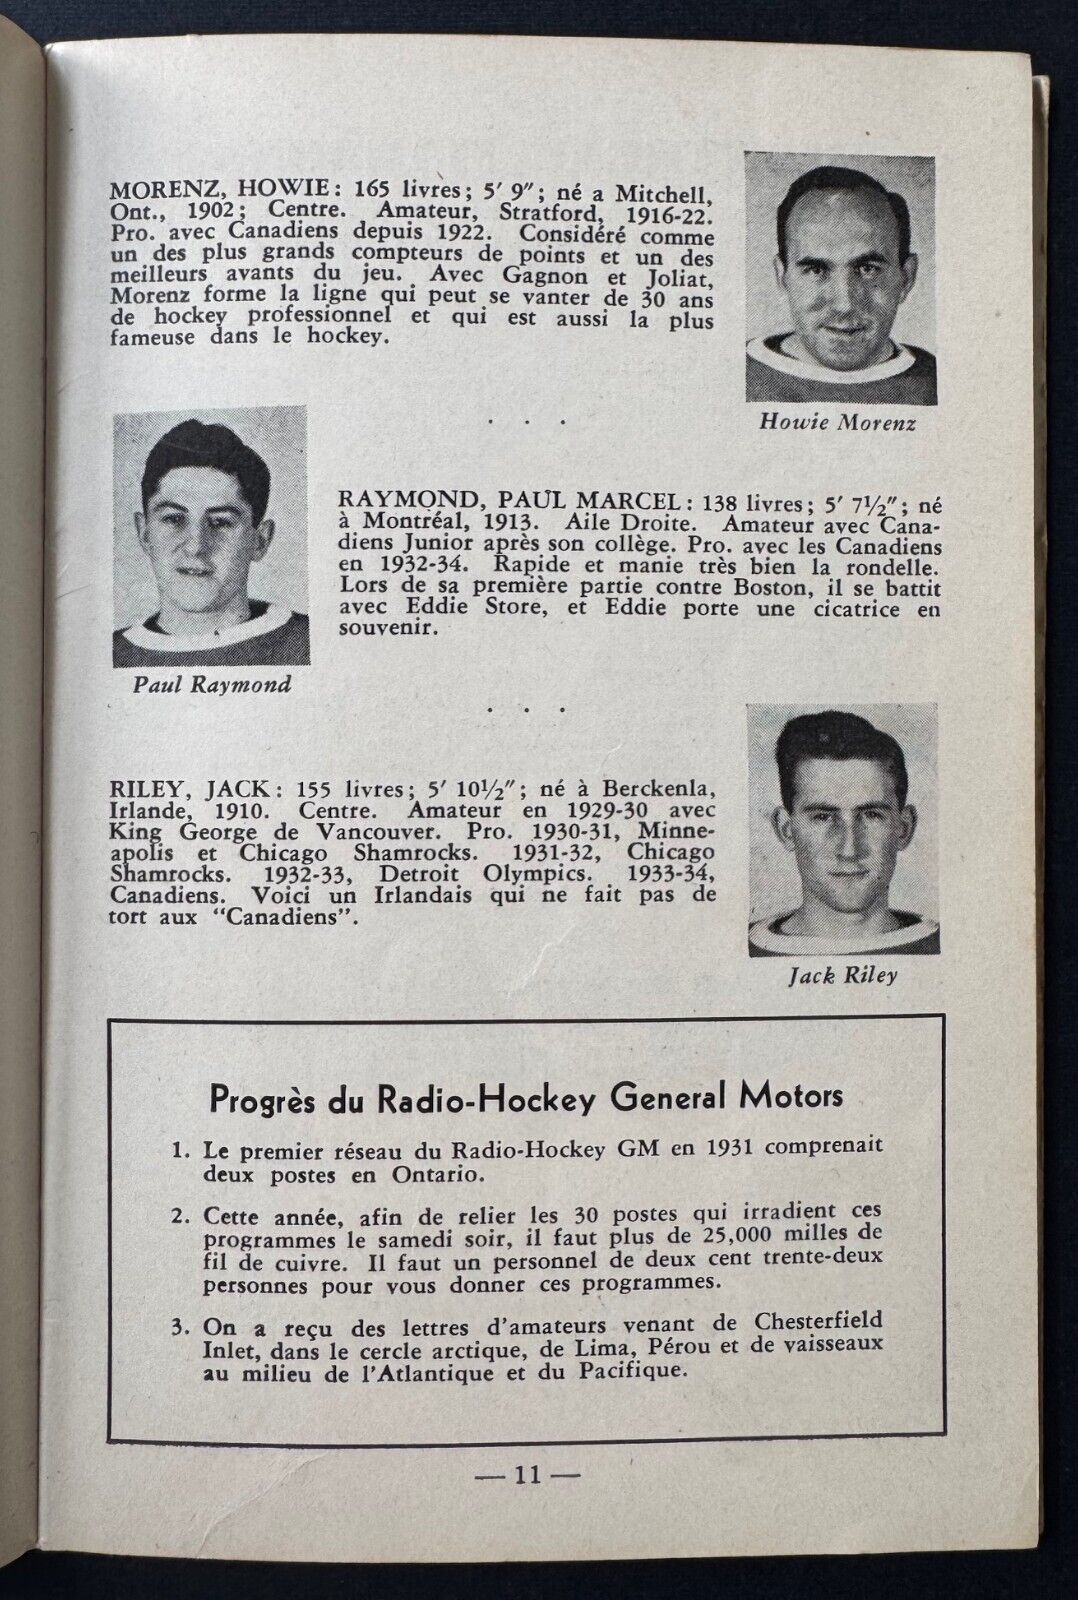 MORENZ, HOWIE: 165 livres; 5' 9"; né a Mitchell,
Ont., 1902; Centre. Amateur, Stratford, 1916-22.
Pro. avec Canadiens depuis 1922. Considéré comme
un des plus grands compteurs de points et un des
meilleurs avants du jeu. Avec Gagnon et Joliat,
Morenz forme la ligne qui peut se vanter de 30 ans
de hockey professionnel et qui est aussi la plus
fameuse dans le hockey.
Howie Morenz
. . .
RAYMOND, PAUL MARCEL: 138 livres; 5' 7½"; né
à Montréal, 1913. Aile Droite. Amateur avec Cana-
diens Junior après son collège. Pro. avec les Canadiens
en 1932-34. Rapide et manie très bien la rondelle.
Lors de sa première partie contre Boston, il se battit
avec Eddie Store, et Eddie porte une cicatrice en
souvenir.
Paul Raymond
. . .
RILEY, JACK: 155 livres; 5' 10½"; né à Berckenla,
Irlande, 1910. Centre. Amateur en 1929-30 avec
King George de Vancouver. Pro. 1930-31, Minne-
apolis et Chicago Shamrocks. 1931-32, Chicago
Shamrocks. 1932-33, Detroit Olympics. 1933-34,
Canadiens. Voici un Irlandais qui ne fait pas de
tort aux "Canadiens".
Jack Riley
Progrès du Radio-Hockey General Motors
1. Le premier réseau du Radio-Hockey GM en 1931 comprenait
deux postes en Ontario.
2. Cette année, afin de relier les 30 postes qui irradient ces
programmes le samedi soir, il faut plus de 25,000 milles de
fil de cuivre. Il faut un personnel de deux cent trente-deux
personnes pour vous donner ces programmes.
3. On a reçu des lettres d'amateurs venant de Chesterfield
Inlet, dans le cercle arctique, de Lima, Pérou et de vaisseaux
au milieu de l'Atlantique et du Pacifique.
— 11 —